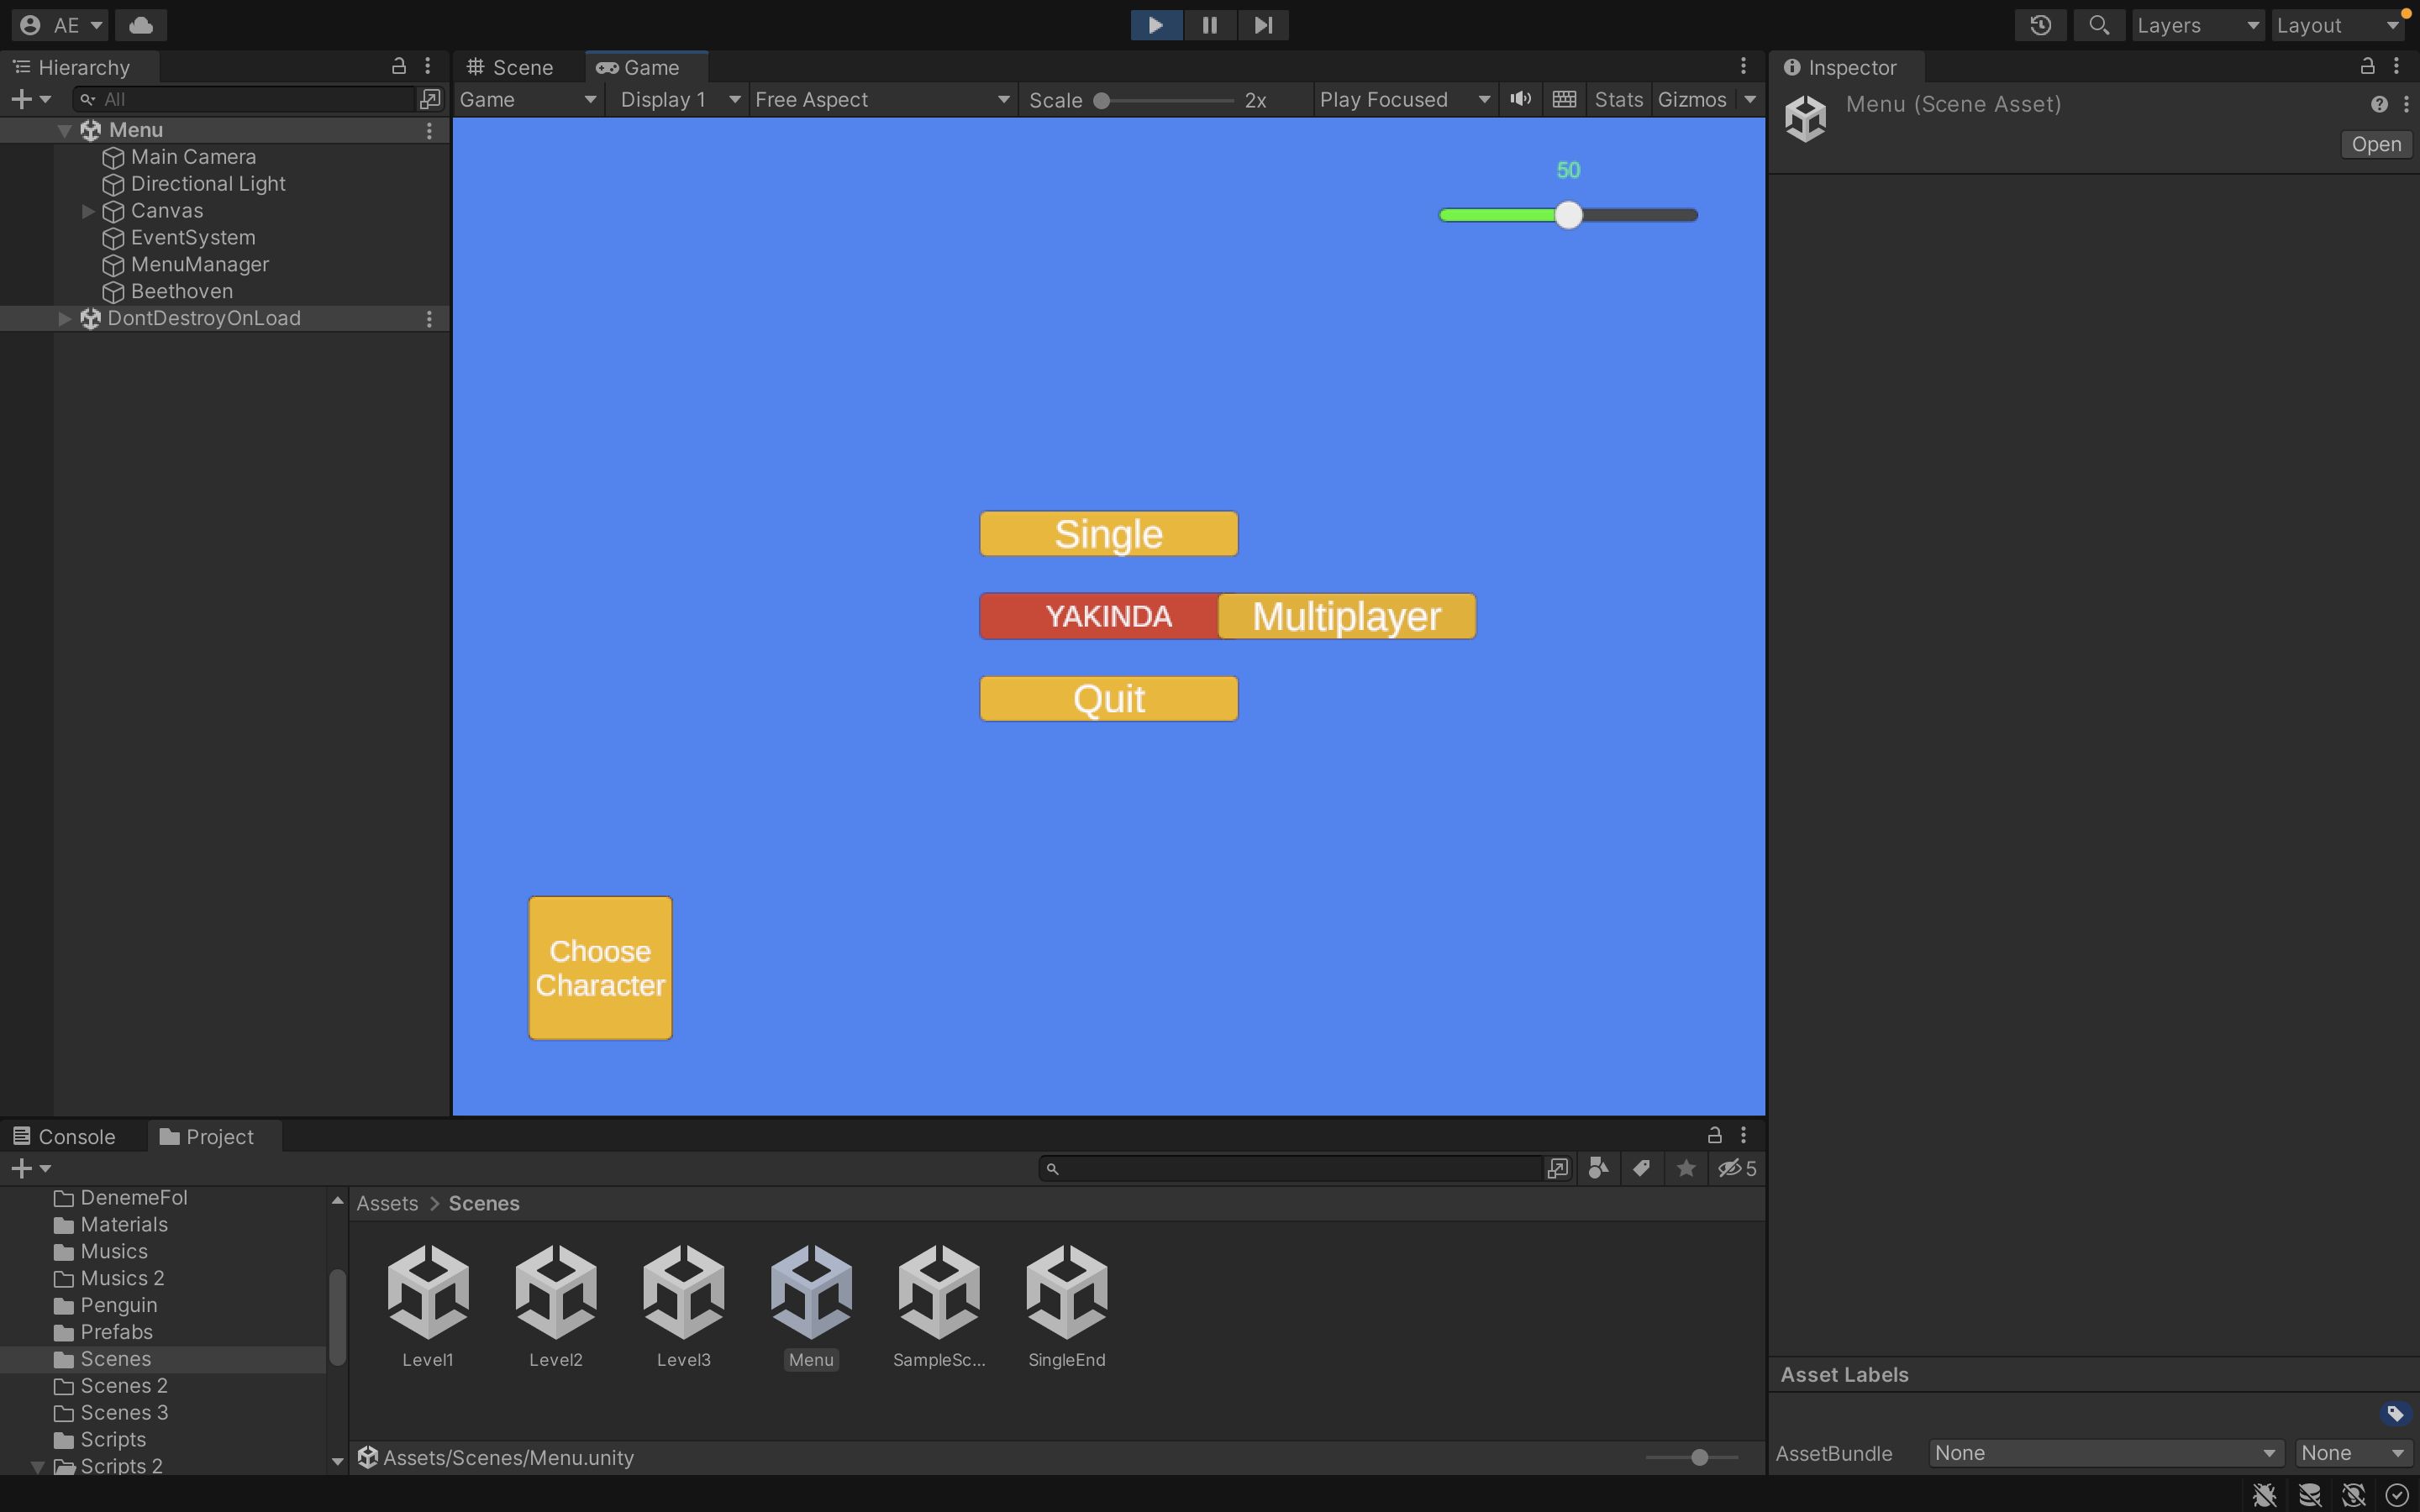 AE
Layers
Layout
Hierarchy
All
Menu
Main Camera
Directional Light
Canvas
EventSystem
MenuManager
Beethoven
DontDestroyOnLoad
Scene
Game
Game
Display 1
Free Aspect
Scale
2x
Play Focused
Stats
Gizmos
50
Single
YAKINDA
Multiplayer
Quit
Choose
Character
Inspector
Menu (Scene Asset)
Open
Console
Project
5
DenemeFol
Materials
Musics
Musics 2
Penguin
Prefabs
Scenes
Scenes 2
Scenes 3
Scripts
Scripts 2
Assets > Scenes
Level1
Level2
Level3
Menu
SampleSc...
SingleEnd
Assets/Scenes/Menu.unity
Asset Labels
AssetBundle
None
None